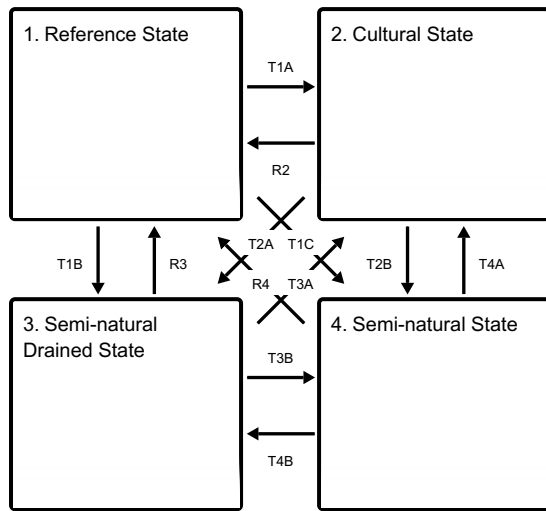 1. Reference State
2. Cultural State
T1A
R2
T2A
T1C
T1B
R3
T2B
T4A
R4
T3A
3. Semi-natural
Drained State
4. Semi-natural State
T3B
T4B